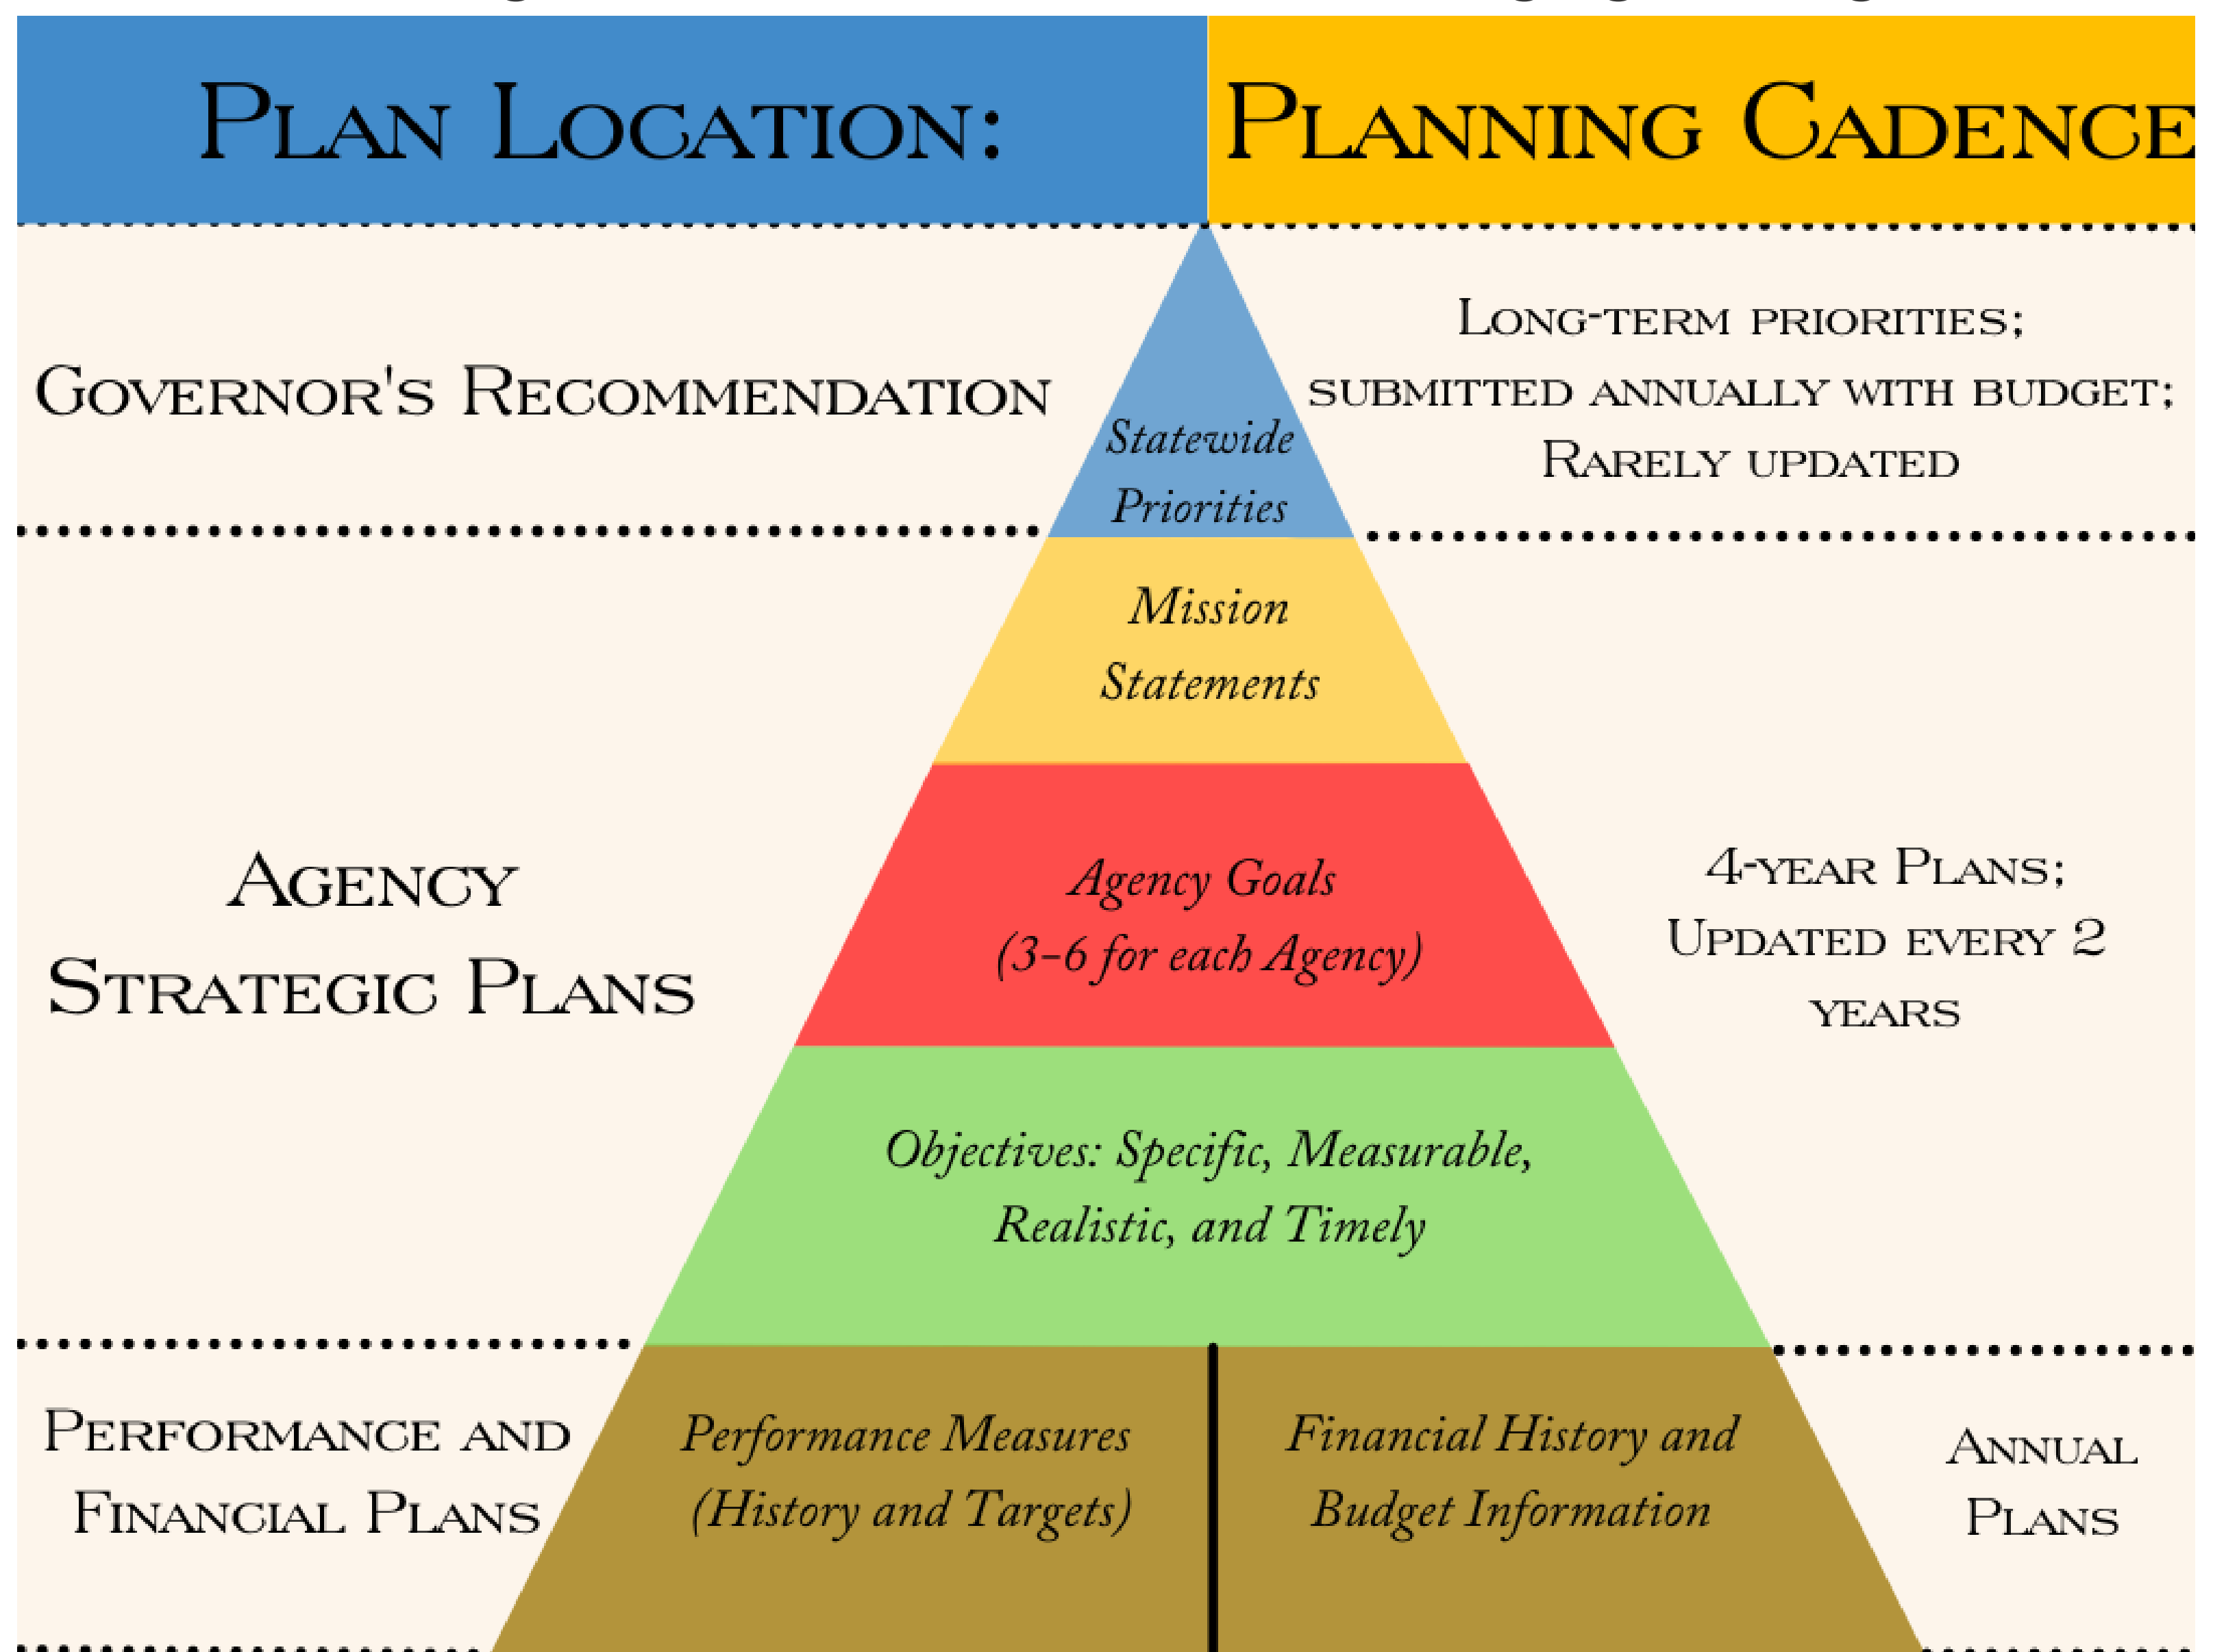 Plan Location:
Planning Cadence
Governor's Recommendation
Statewide
Priorities
Long-term priorities;
submitted annually with budget;
Rarely updated
Agency
Strategic Plans
Mission
Statements
Agency Goals
(3-6 for each Agency)
Objectives: Specific, Measurable,
Realistic, and Timely
4-year Plans;
Updated every 2
years
Performance and
Financial Plans
Performance Measures
(History and Targets)
Financial History and
Budget Information
Annual
Plans